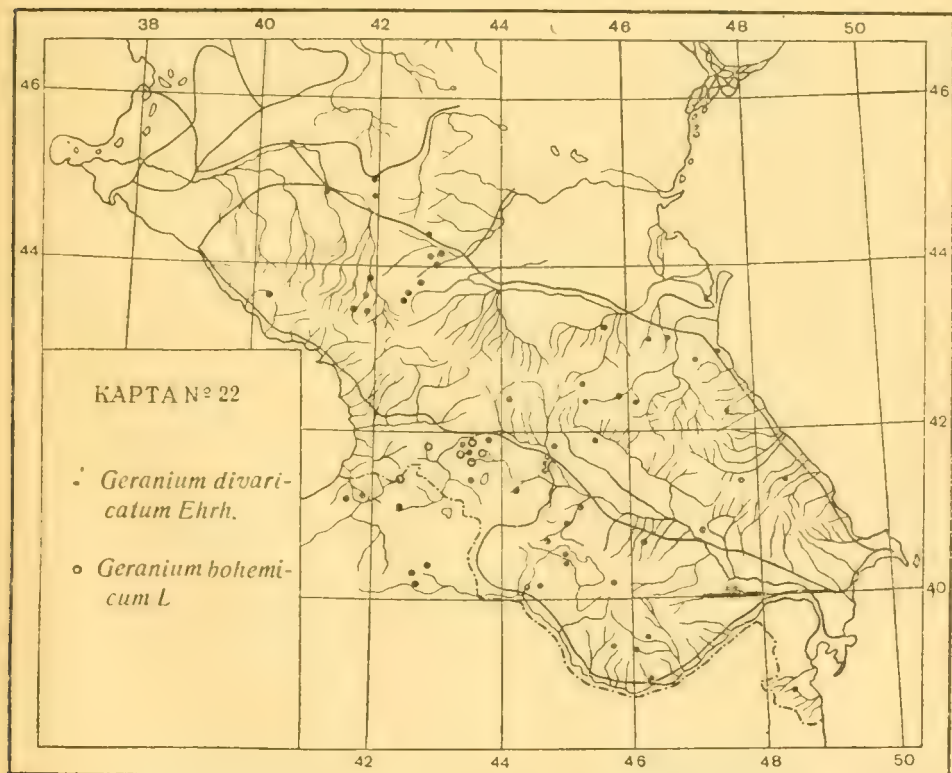 38 40 42 44 46 48 50
46 46
44 44
42 42
40 40
КАРТА № 22
Geranium divari-
catum Ehrh.
Geranium bohemi-
cum L
42 44 46 48 50